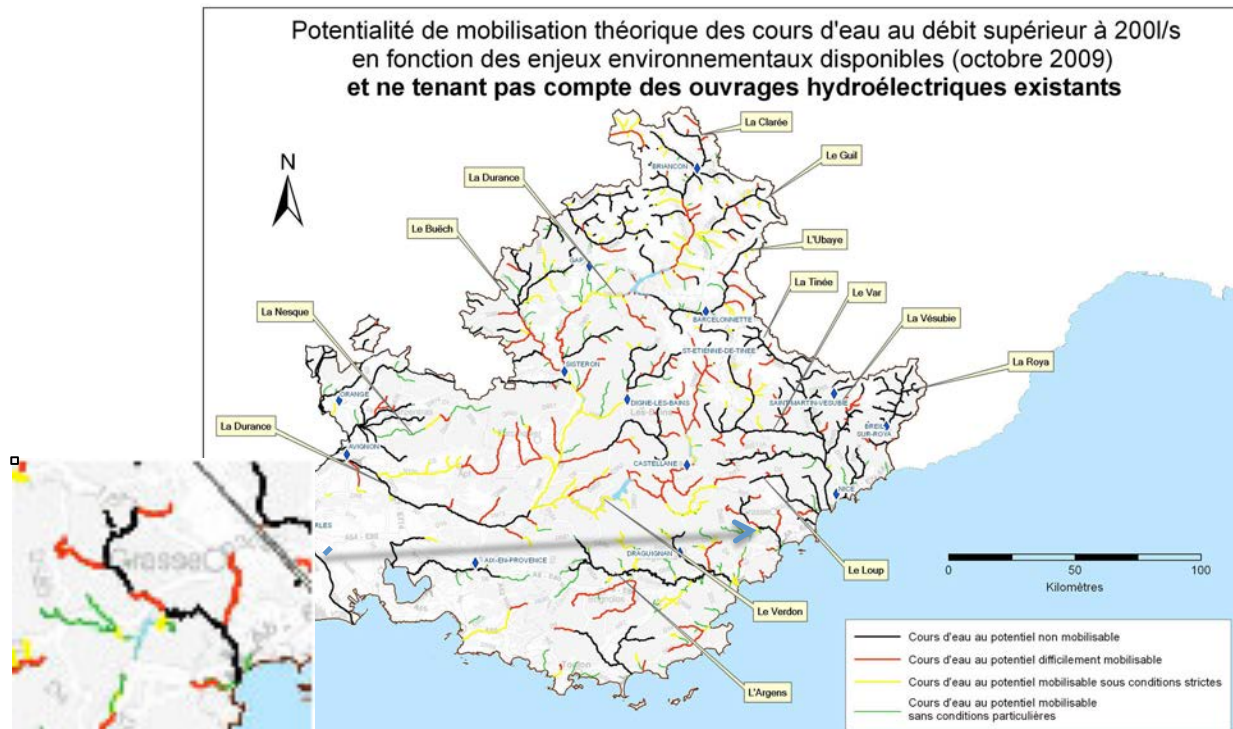 Potentialité de mobilisation théorique des cours d'eau au débit supérieur à 200l/s
en fonction des enjeux environnementaux disponibles (octobre 2009)
et ne tenant pas compte des ouvrages hydroélectriques existants
N
La Clarée
BRIANCON
Le Guil
La Durance
Le Buëch
L'Ubaye
GAP
La Tinée
Le Var
La Nesque
BARCELONNETTE
La Vésubie
ST-ETIENNE-DE-TINEE
La Roya
SISTERON
ORANGE
DIGNE-LES-BAINS
SAINT-MARTIN-VESUBIE
La Durance
BREIL-
SUR-ROYA
AVIGNON
CASTELLANE
NICE
Grasse
AIX-EN-PROVENCE
DRAGUIGNAN
Le Loup
0 50 100
Kilomètres
Le Verdon
L'Argens
Toulon
Cours d'eau au potentiel non mobilisable
Cours d'eau au potentiel difficilement mobilisable
Cours d'eau au potentiel mobilisable sous conditions strictes
Cours d'eau au potentiel mobilisable
sans conditions particulières